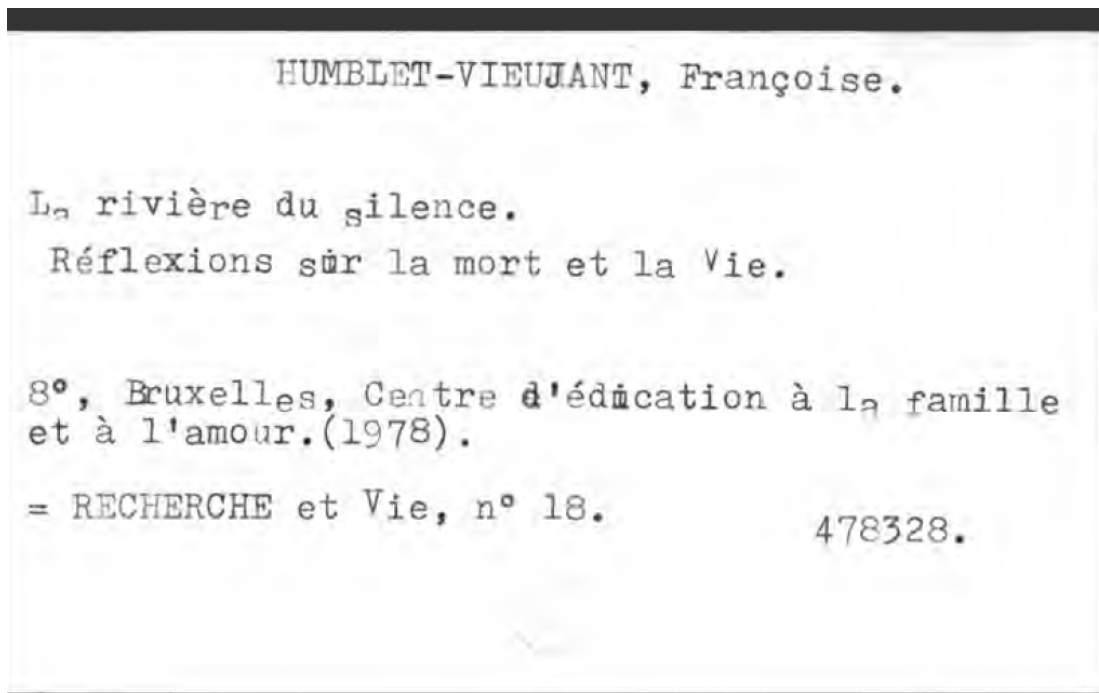 HUMBLET-VIEUJANT, Françoise.
La rivière du silence.
Réflexions sur la mort et la Vie.
8°, Bruxelles, Centre d'éducation à la famille
et à l'amour.(1978).
= RECHERCHE et Vie, n° 18.
478328.